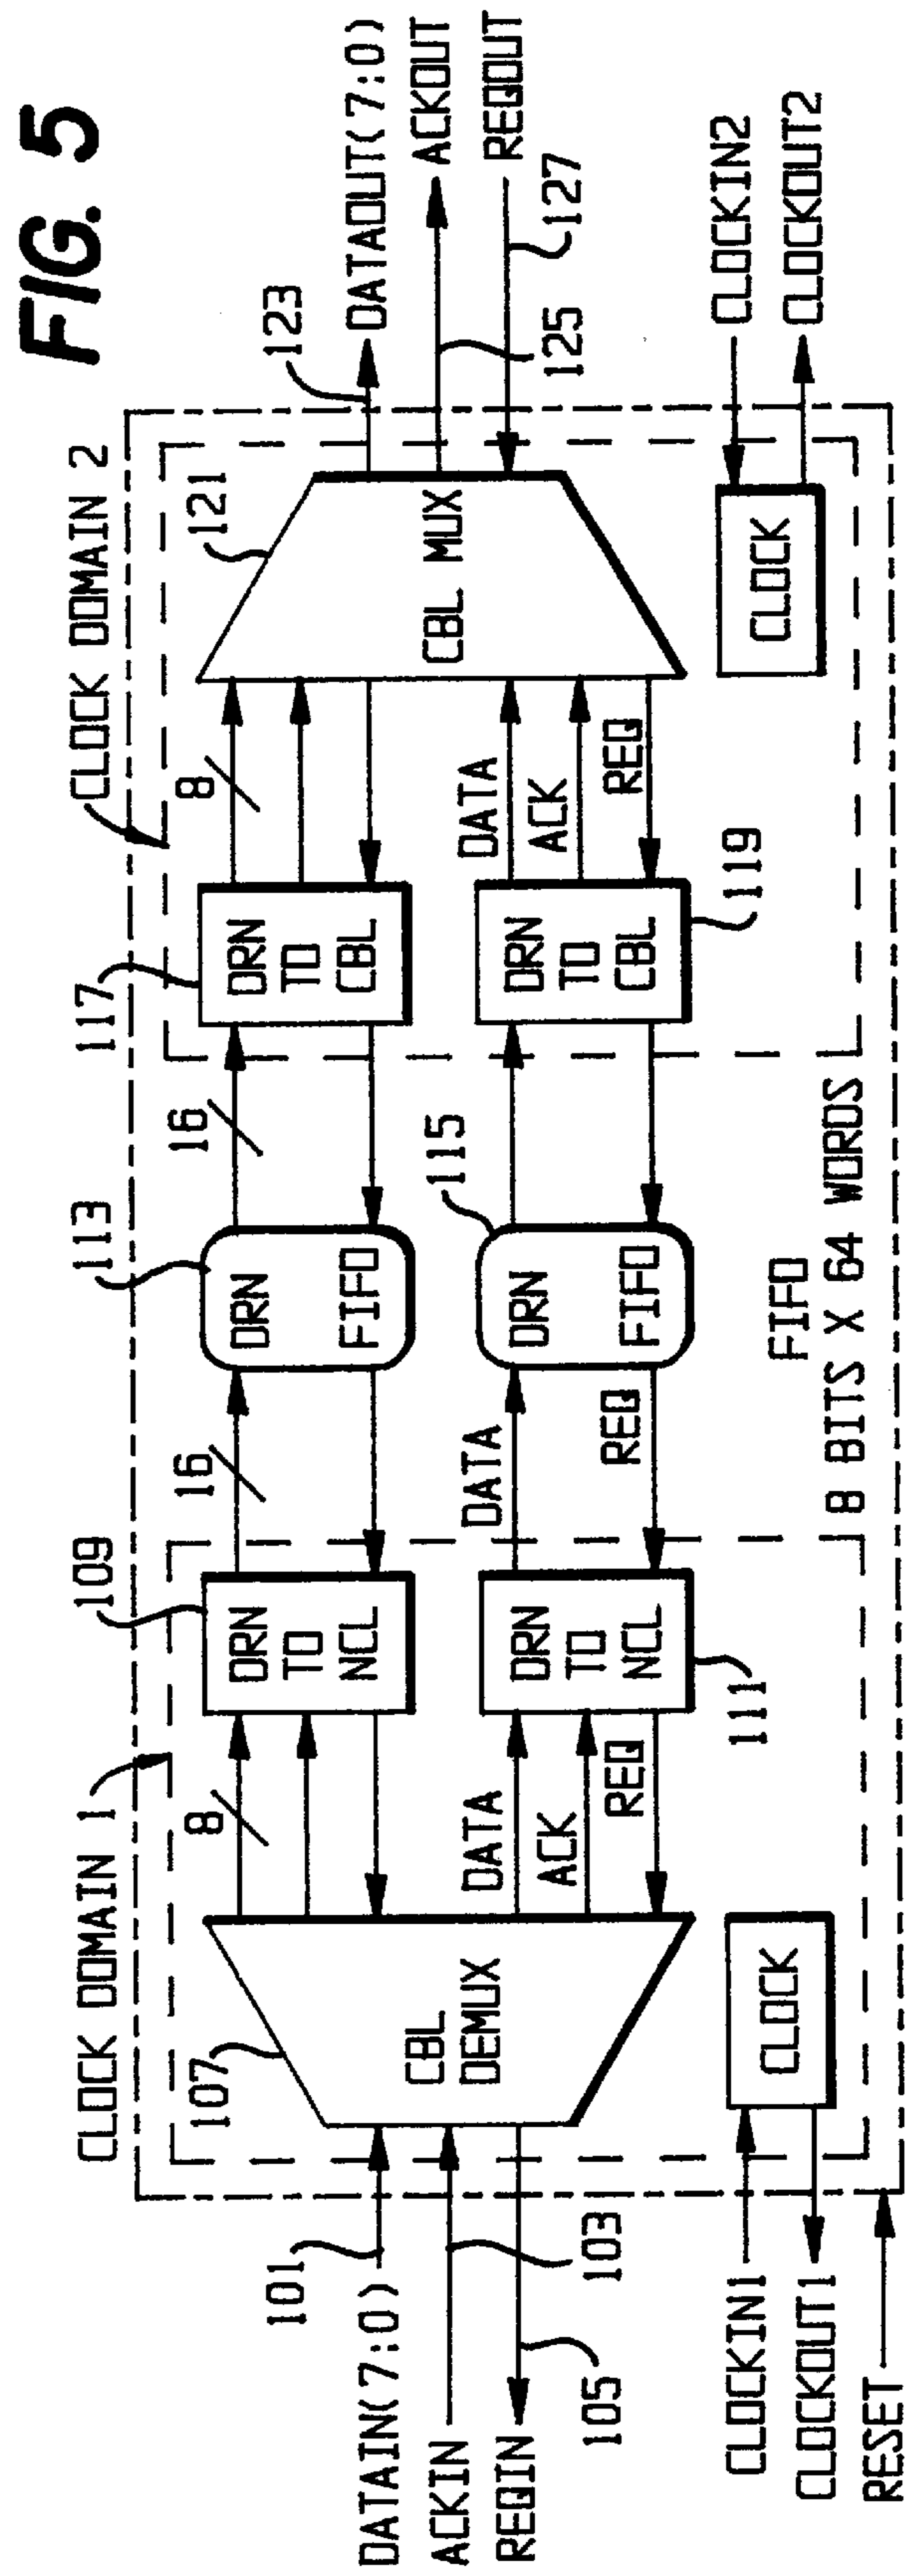 FIG. 5
CLOCK DOMAIN 1
CLOCK DOMAIN 2
107
109
113
117
121
123
101
DATAIN(7:0)
ACKIN
REQIN
103
105
CBL
DEMUX
8
DRN
TO
NCL
16
DRN
FIFO
16
DRN
TO
CBL
8
CBL MUX
DATAOUT(7:0)
ACKOUT
REQOUT
125
127
DATA
ACK
REQ
DRN
TO
NCL
111
DATA
REQ
115
DRN
FIFO
DRN
TO
CBL
119
DATA
ACK
REQ
CLOCK
CLOCKIN1
CLOCKOUT1
RESET
FIFO
8 BITS X 64 WORDS
CLOCK
CLOCKIN2
CLOCKOUT2